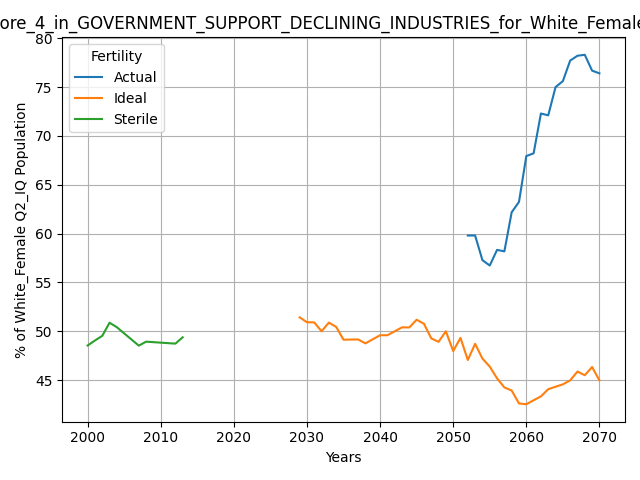 ore_4_in_GOVERNMENT_SUPPORT_DECLINING_INDUSTRIES_for_White_Female
Fertility
Actual
Ideal
Sterile
% of White_Female Q2_IQ Population
80
75
70
65
60
55
50
45
2000 2010 2020 2030 2040 2050 2060 2070
Years